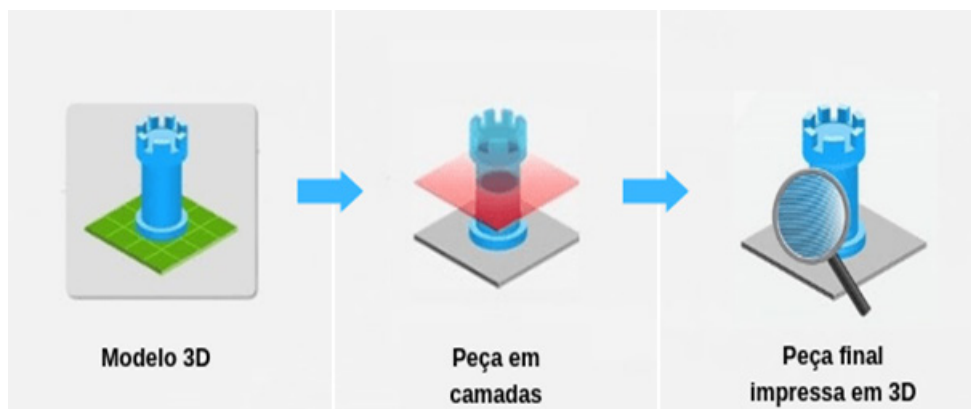 Modelo 3D
Peça em
camadas
Peça final
impressa em 3D